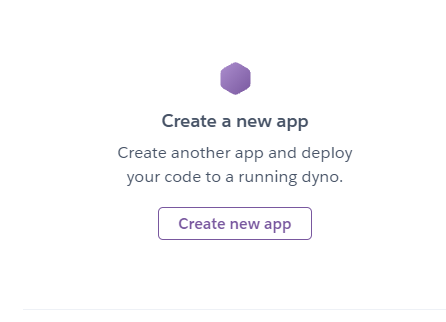 Create a new app
Create another app and deploy
your code to a running dyno.
Create new app